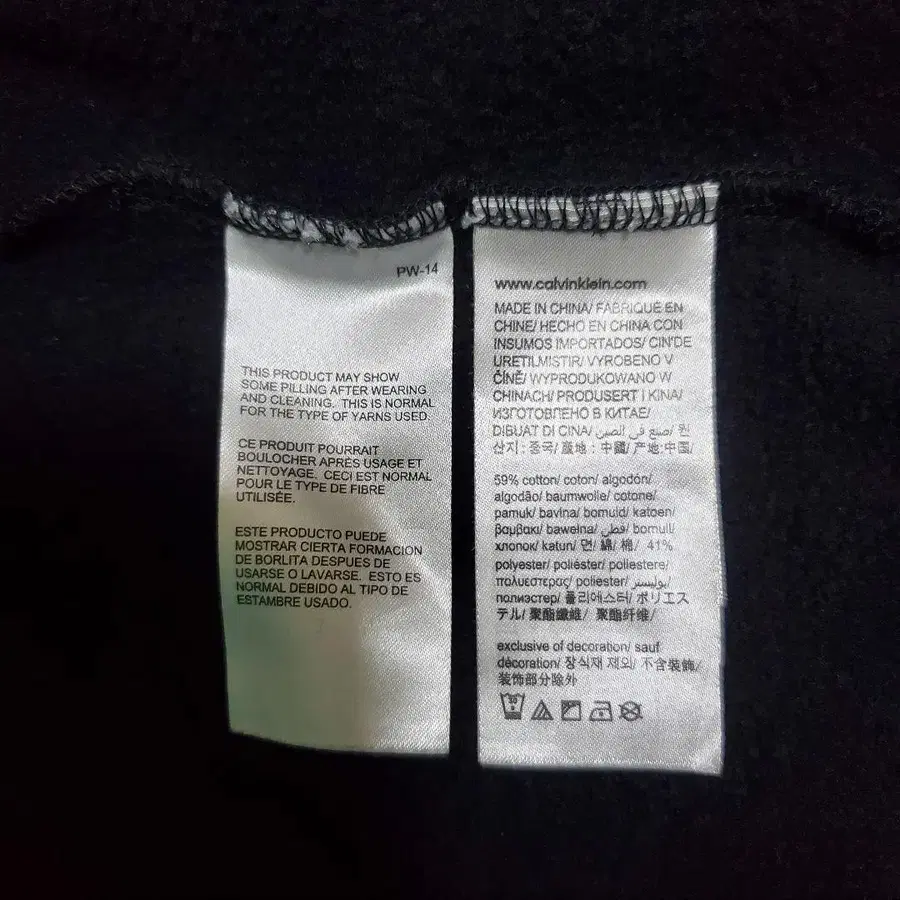 PW-14
THIS PRODUCT MAY SHOW
SOME PILLING AFTER WEARING
AND CLEANING. THIS IS NORMAL
FOR THE TYPE OF YARNS USED.
CE PRODUIT POURRAIT
BOULOCHER APRÈS USAGE ET
NETTOYAGE. CECI EST NORMAL
POUR LE TYPE DE FIBRE
UTILISÉE.
ESTE PRODUCTO PUEDE
MOSTRAR CIERTA FORMACION
DE BORLITA DESPUES DE
USARSE O LAVARSE. ESTO ES
NORMAL DEBIDO AL TIPO DE
ESTAMBRE USADO.
www.calvinklein.com
MADE IN CHINA/ FABRIQUÉ EN
CHINE/ HECHO EN CHINA CON
INSUMOS IMPORTADOS/ CIN'DE
URETILMISTIR/ VYROBENO V
ČÍNĚ/ WYPRODUKOWANO W
CHINACH/ PRODUSERT I KINA/
ИЗГОТОВЛЕНО В КИТАЕ/
DIBUAT DI CINA/ صنع في الصين/ 원
산지 : 중국/ 産地 : 中國/ 产地:中国/
59% cotton/ coton/ algodón/
algodão/ baumwolle/ cotone/
pamuk/ bavlna/ bomuld/ katoen/
βαμβακι/ bawełna/ قطن/ bomull/
хлопок/ katun/ 면/ 綿/ 棉/ 41%
polyester/ poliéster/ poliestere/
πολυεστερας/ poliester/ بوليستر/
полиэстер/ 폴리에스터/ ポリエス
テル/ 聚酯纖維/ 聚酯纤维/
exclusive of decoration/ sauf
décoration/ 장식재 제외/ 不含裝飾/
装饰部分除外
30